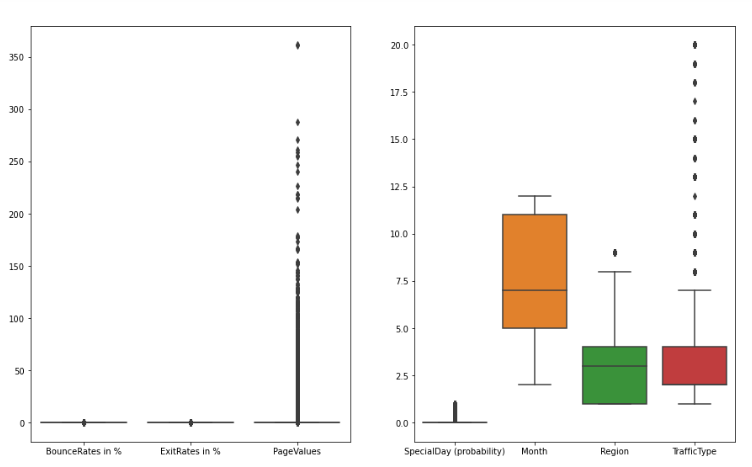 350
300
250
200
150
100
50
0
BounceRates in %
ExitRates in %
PageValues
20.0
17.5
15.0
12.5
10.0
7.5
5.0
2.5
0.0
SpecialDay (probability)
Month
Region
TrafficType